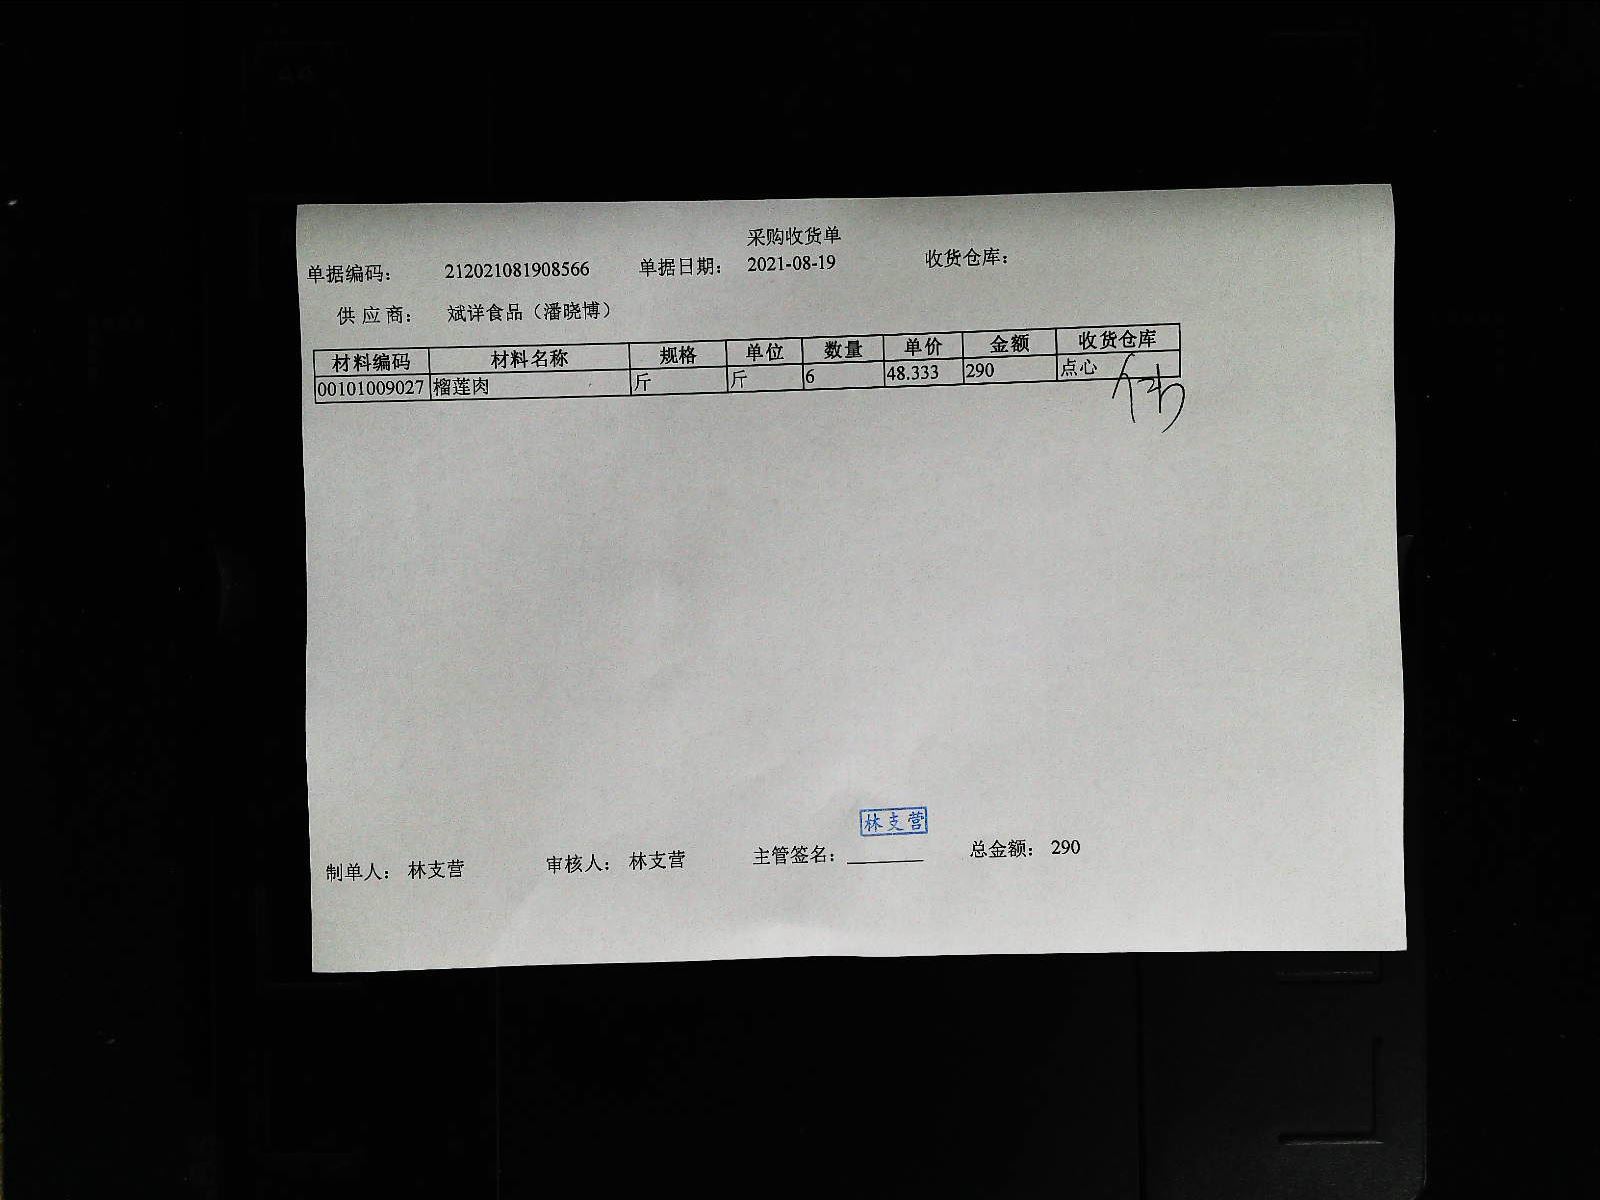 采购收货单
单据编码： 212021081908566 单据日期： 2021-08-19 收货仓库：
供应商： 斌详食品（潘晓博）
材料编码 材料名称 规格 单位 数量 单价 金额 收货仓库
00101009027 榴莲肉 斤 斤 6 48.333 290 点心
林支营
制单人： 林支营 审核人： 林支营 主管签名： 总金额： 290